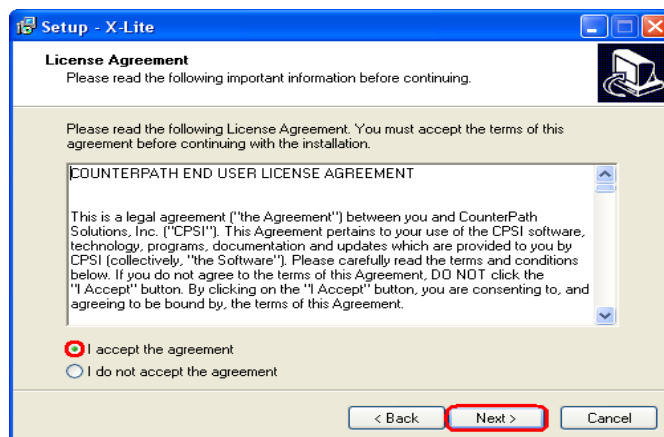 Setup - X-Lite
License Agreement
Please read the following important information before continuing.
Please read the following License Agreement. You must accept the terms of this
agreement before continuing with the installation.
COUNTERPATH END USER LICENSE AGREEMENT
This is a legal agreement ("the Agreement") between you and CounterPath
Solutions, Inc. ("CPSI"). This Agreement pertains to your use of the CPSI software,
technology, programs, documentation and updates which are provided to you by
CPSI (collectively, "the Software"). Please carefully read the terms and conditions
below. If you do not agree to the terms of this Agreement, DO NOT click the
"I Accept" button. By clicking on the "I Accept" button, you are consenting to, and
agreeing to be bound by, the terms of this Agreement.
I accept the agreement
I do not accept the agreement
< Back Next > Cancel